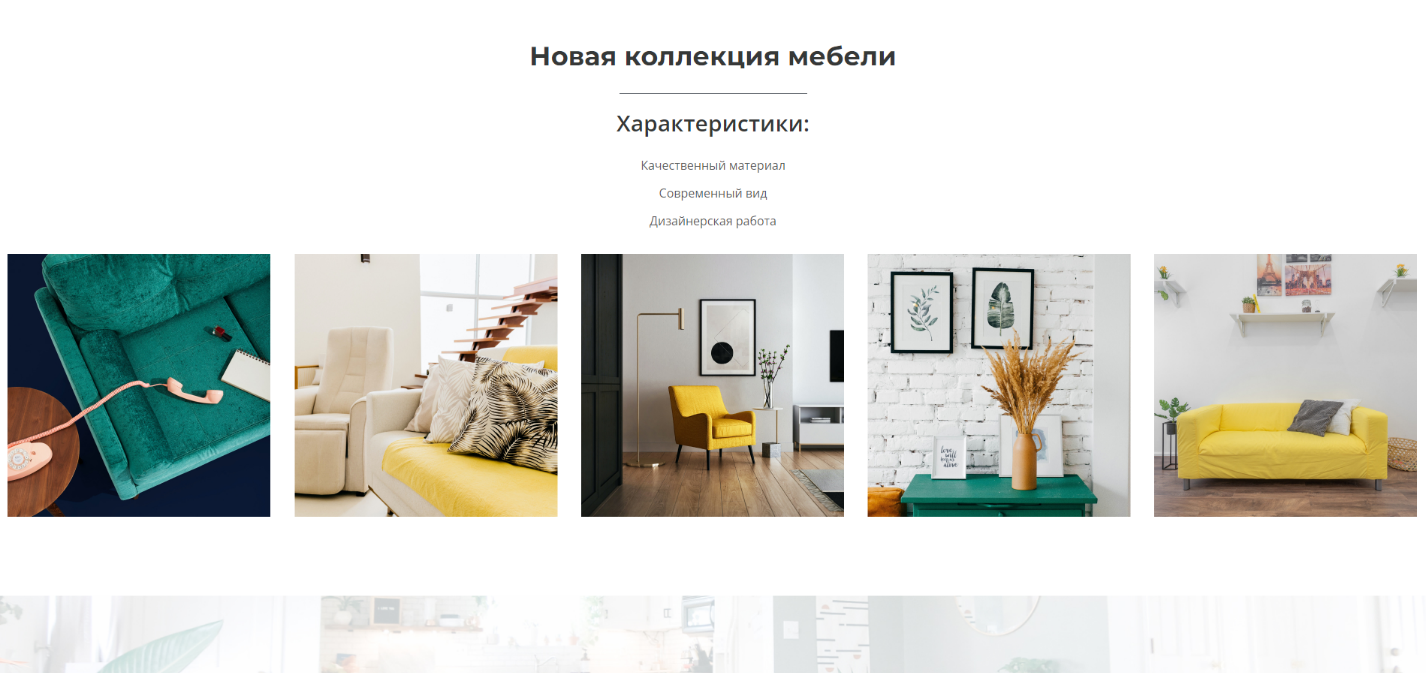 Новая коллекция мебели
Характеристики:
Качественный материал
Современный вид
Дизайнерская работа